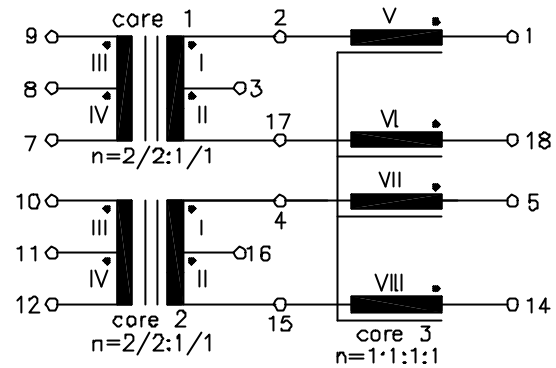 core 1
2
V
9
1
III
I
8
3
IV
II
17
VI
7
18
n=2/2:1/1
VII
10
5
III
I
4
11
16
IV
II
VIII
12
14
core 2
15
core 3
n=2/2:1/1
n=1:1:1:1